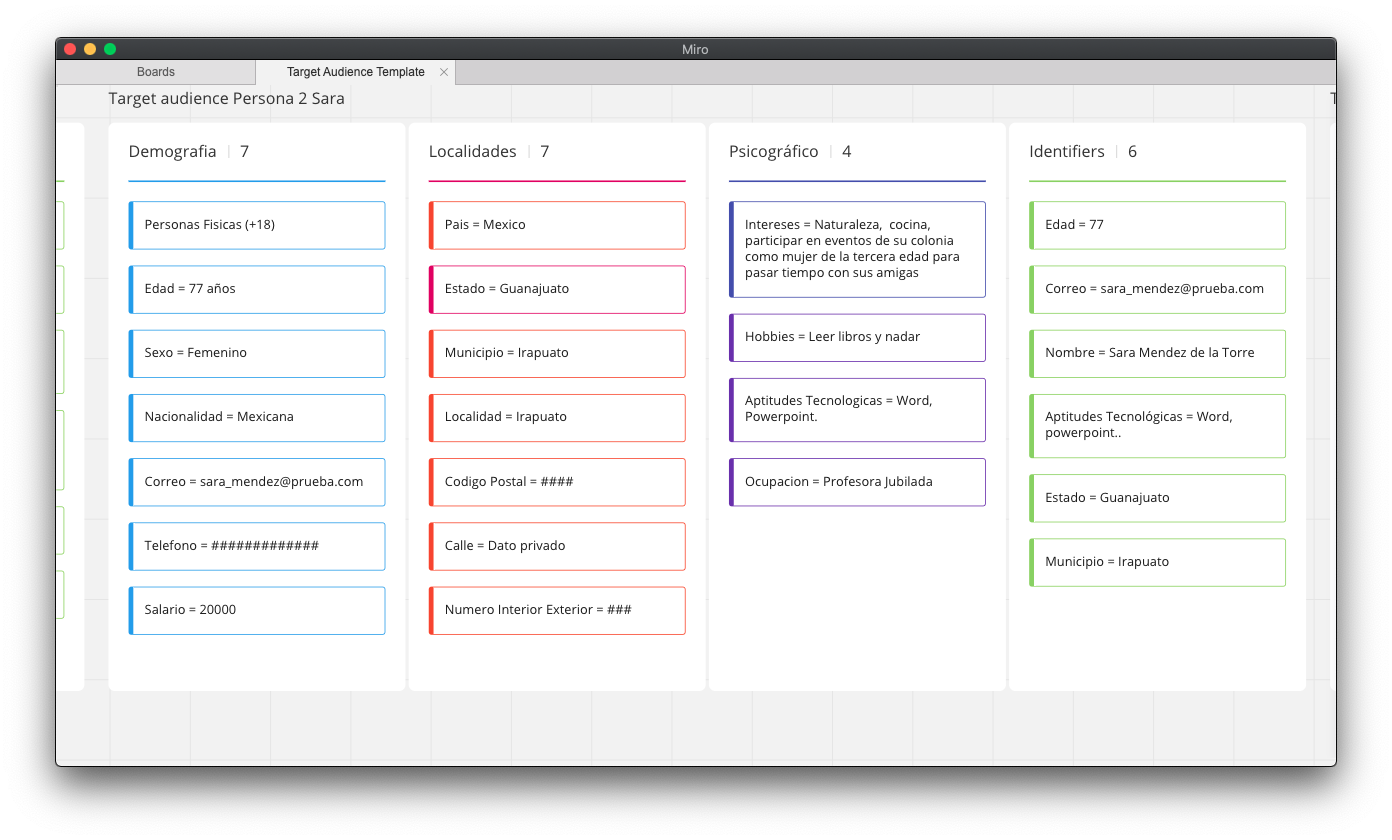 Miro
Boards
Target Audience Template
Target audience Persona 2 Sara
Demografia | 7
Personas Fisicas (+18)
Edad = 77 años
Sexo = Femenino
Nacionalidad = Mexicana
Correo = sara_mendez@prueba.com
Telefono = #############
Salario = 20000
Localidades | 7
Pais = Mexico
Estado = Guanajuato
Municipio = Irapuato
Localidad = Irapuato
Codigo Postal = ####
Calle = Dato privado
Numero Interior Exterior = ###
Psicográfico | 4
Intereses = Naturaleza,  cocina,
participar en eventos de su colonia
como mujer de la tercera edad para
pasar tiempo con sus amigas
Hobbies = Leer libros y nadar
Aptitudes Tecnologicas = Word,
Powerpoint.
Ocupacion = Profesora Jubilada
Identifiers | 6
Edad = 77
Correo = sara_mendez@prueba.com
Nombre = Sara Mendez de la Torre
Aptitudes Tecnológicas = Word,
powerpoint..
Estado = Guanajuato
Municipio = Irapuato